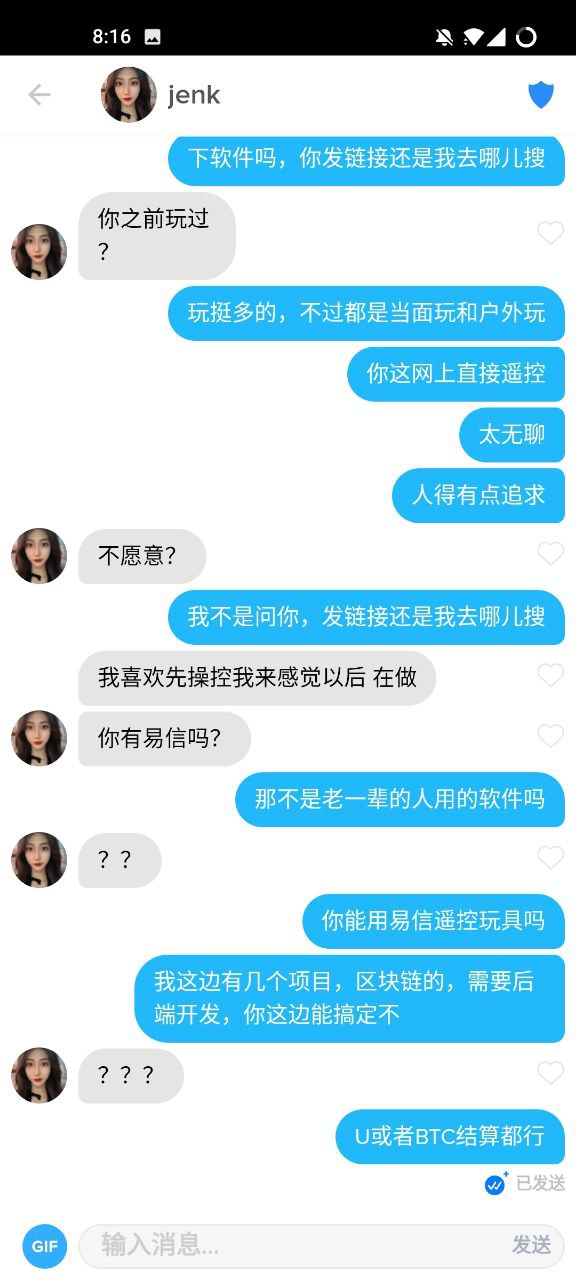 8:16
jenk
下软件吗，你发链接还是我去哪儿搜
你之前玩过
？
玩挺多的，不过都是当面玩和户外玩
你这网上直接遥控
太无聊
人得有点追求
不愿意？
我不是问你，发链接还是我去哪儿搜
我喜欢先操控我来感觉以后 在做
你有易信吗？
那不是老一辈的人用的软件吗
？？
你能用易信遥控玩具吗
我这边有几个项目，区块链的，需要后
端开发，你这边能搞定不
？？？
U或者BTC结算都行
已发送
GIF
输入消息...
发送